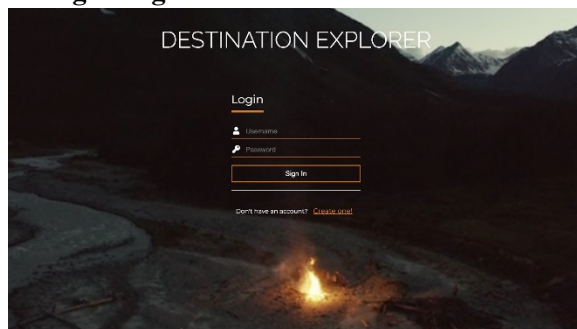 DESTINATION EXPLORER
Login
Username
Password
Sign In
Don't have an account? Create one!